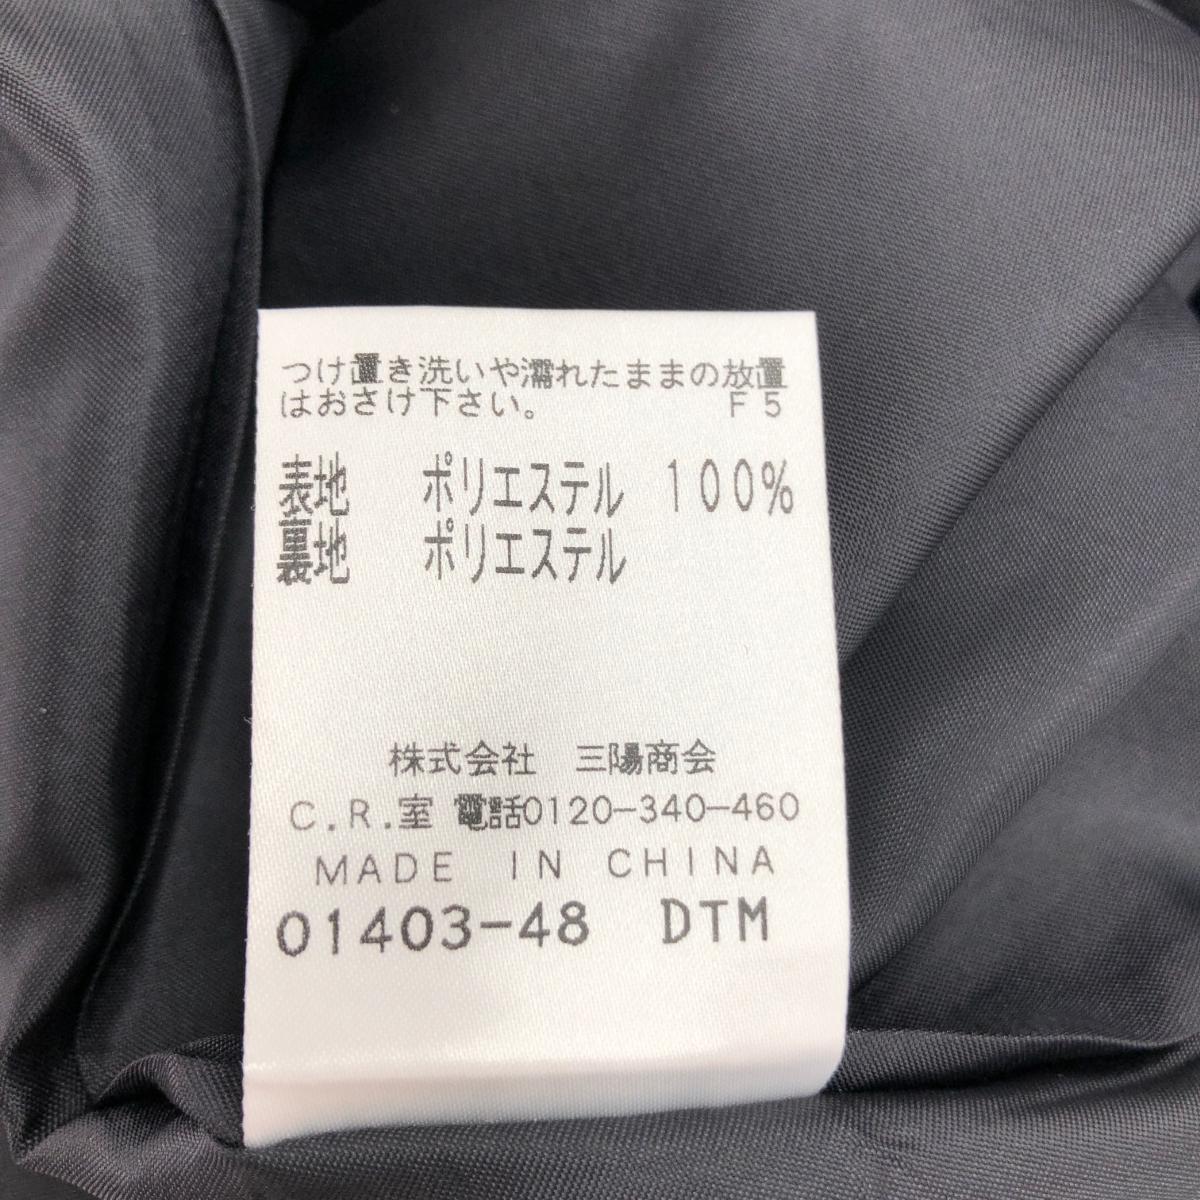 つけ置き洗いや濡れたままの放置
はおさけ下さい。 F5
表地 ポリエステル 100%
裏地 ポリエステル
株式会社 三陽商会
C.R.室 電話0120-340-460
MADE IN CHINA
01403-48 DTM